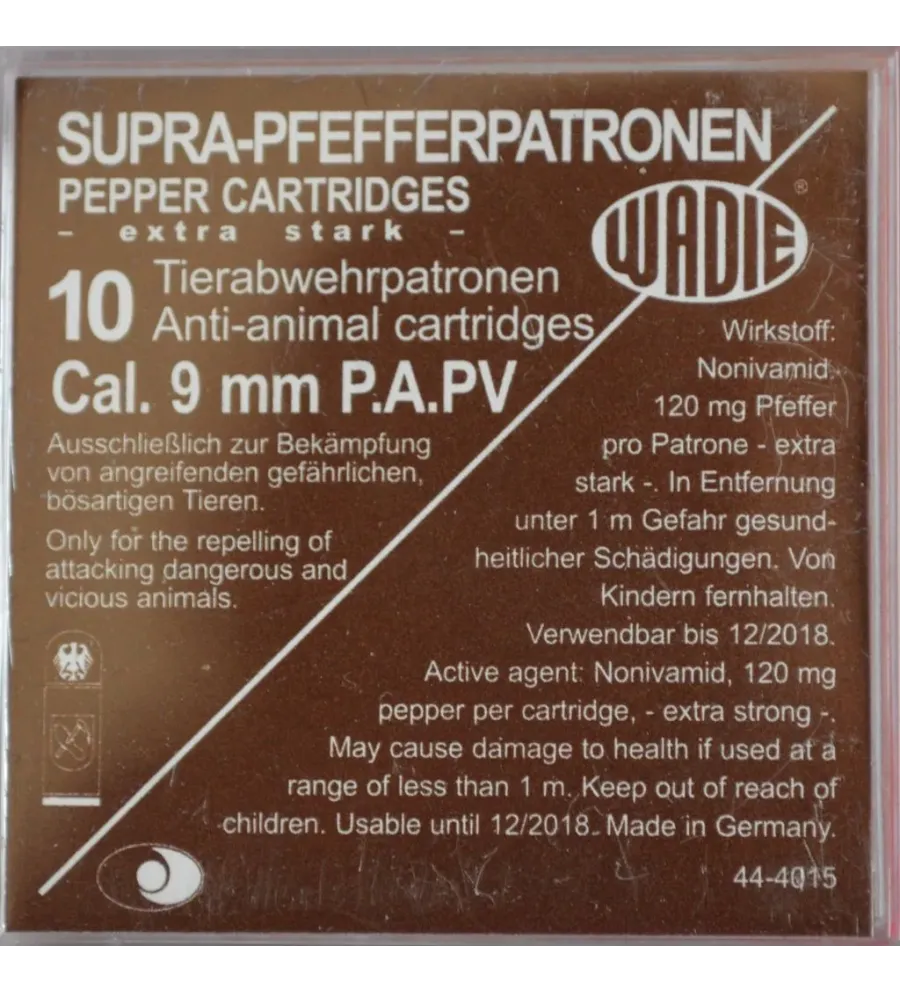 SUPRA-PFEFFERPATRONEN
PEPPER CARTRIDGES
- extra stark -
WADIE®
10 Tierabwehrpatronen
Anti-animal cartridges
Cal. 9 mm P.A.PV
Ausschließlich zur Bekämpfung
von angreifenden gefährlichen,
bösartigen Tieren.
Only for the repelling of
attacking dangerous and
vicious animals.
Wirkstoff:
Nonivamid,
120 mg Pfeffer
pro Patrone - extra
stark -. In Entfernung
unter 1 m Gefahr gesund-
heitlicher Schädigungen. Von
Kindern fernhalten.
Verwendbar bis 12/2018.
Active agent: Nonivamid, 120 mg
pepper per cartridge, - extra strong -.
May cause damage to health if used at a
range of less than 1 m. Keep out of reach of
children. Usable until 12/2018. Made in Germany.
44-4015